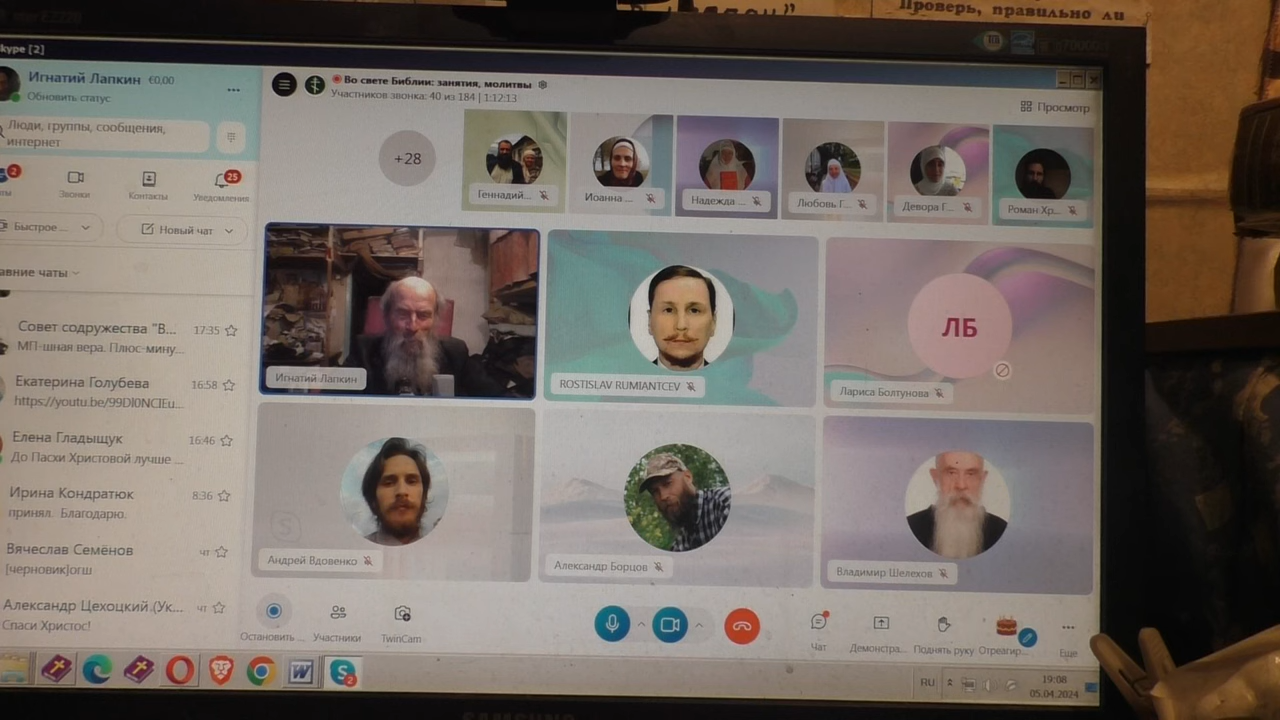 Проверь, правильно ли
kype [2]
Игнатий Лапкин €0,00
Обновить статус
Люди, группы, сообщения,
интернет
2
25
Звонки
Контакты
Уведомления
Быстрое ...
Новый чат
авние чаты
Совет содружества "В... 17:35
МП-шная вера. Плюс-мину...
Екатерина Голубева 16:58
Елена Гладыщук 16:46
До Пасхи Христовой лучше ...
Ирина Кондратюк 8:36
принял. Благодарю.
Вячеслав Семёнов чт
[черновик]огш
Александр Цехоцкий.(Ук... чт
Спаси Христос!
Во свете Библии: занятия, молитвы
Участников звонка: 40 из 184 | 1:12:13
Просмотр
+28
Геннадий...
Иоанна ...
Надежда ...
Любовь Г...
Девора Г...
Роман Хр...
Игнатий Лапкин
ROSTISLAV RUMIANTCEV
ЛБ
Лариса Болтунова
Андрей Вдовенко
Александр Борцов
Владимир Шелехов
Остановить ...
Участники
TwinCam
Чат
Демонстра...
Поднять руку
Отреагир...
Еще
W
S
2
RU
19:08
05.04.2024
SAMSUNG